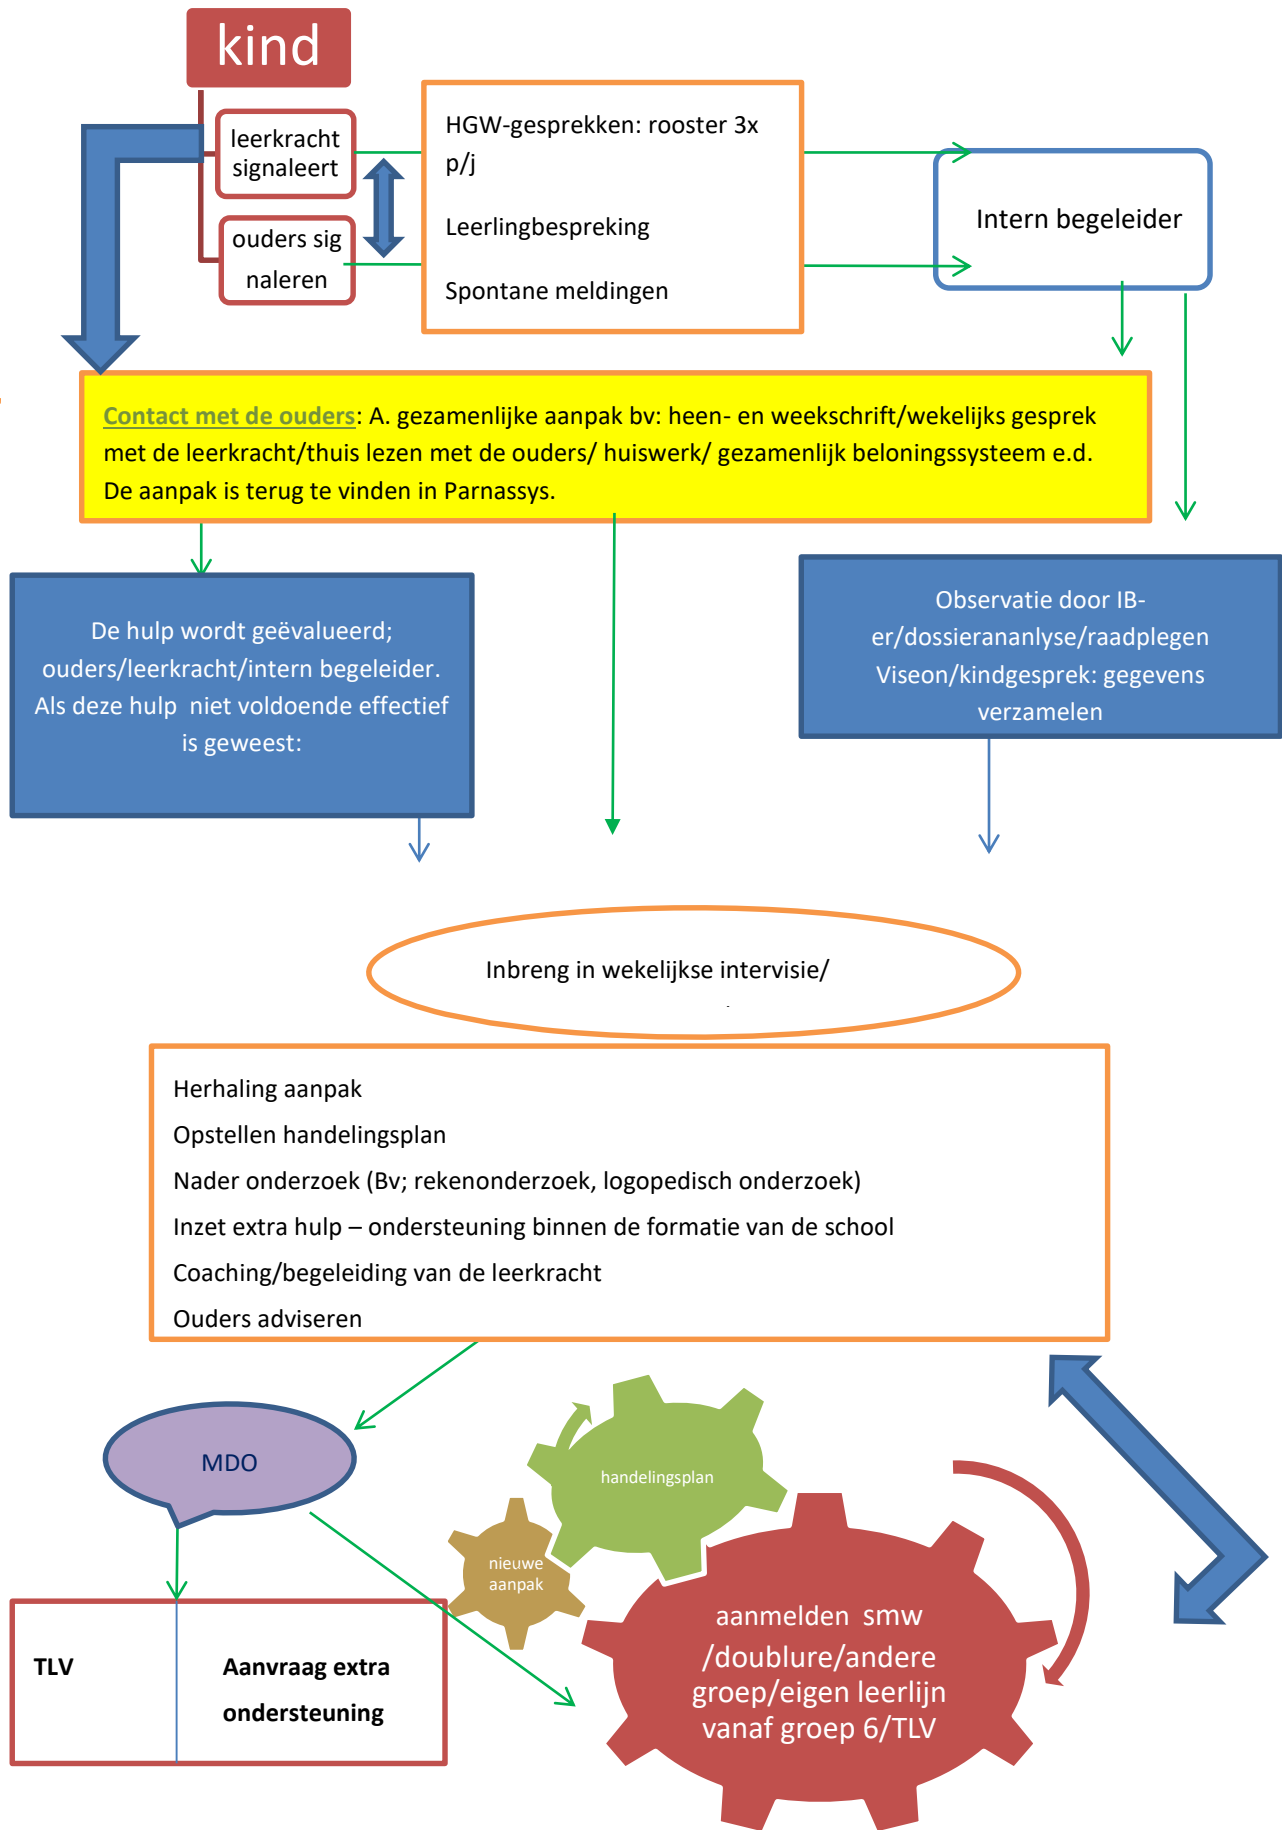 kind
leerkracht
signaleert
ouders sig
naleren
HGW-gesprekken: rooster 3x
p/j
Leerlingbespreking
Spontane meldingen
Intern begeleider
Contact met de ouders: A. gezamenlijke aanpak bv: heen- en weekschrift/wekelijks gesprek
met de leerkracht/thuis lezen met de ouders/ huiswerk/ gezamenlijk beloningssysteem e.d.
De aanpak is terug te vinden in Parnassys.
De hulp wordt geëvalueerd;
ouders/leerkracht/intern begeleider.
Als deze hulp niet voldoende effectief
is geweest:
Observatie door IB-
er/dossierananlyse/raadplegen
Viseon/kindgesprek: gegevens
verzamelen
Inbreng in wekelijkse intervisie/
Herhaling aanpak
Opstellen handelingsplan
Nader onderzoek (Bv; rekenonderzoek, logopedisch onderzoek)
Inzet extra hulp – ondersteuning binnen de formatie van de school
Coaching/begeleiding van de leerkracht
Ouders adviseren
MDO
handelingsplan
nieuwe
aanpak
aanmelden smw
/doublure/andere
groep/eigen leerlijn
vanaf groep 6/TLV
TLV
Aanvraag extra
ondersteuning